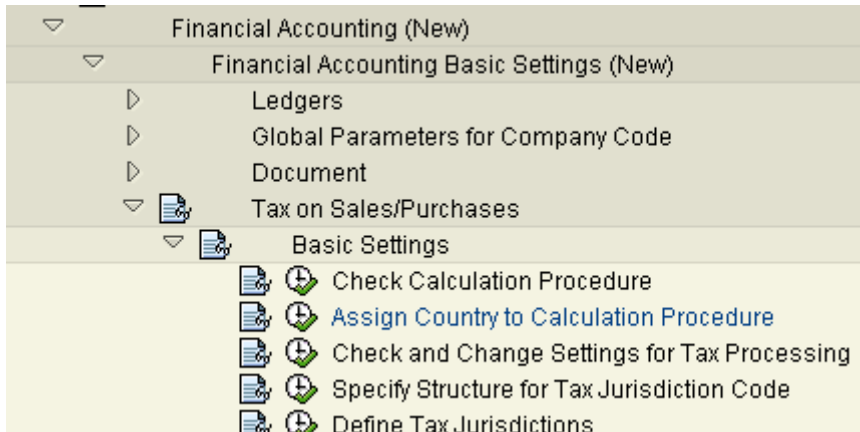 Financial Accounting (New)
Financial Accounting Basic Settings (New)
Ledgers
Global Parameters for Company Code
Document
Tax on Sales/Purchases
Basic Settings
Check Calculation Procedure
Assign Country to Calculation Procedure
Check and Change Settings for Tax Processing
Specify Structure for Tax Jurisdiction Code
Define Tax Jurisdictions